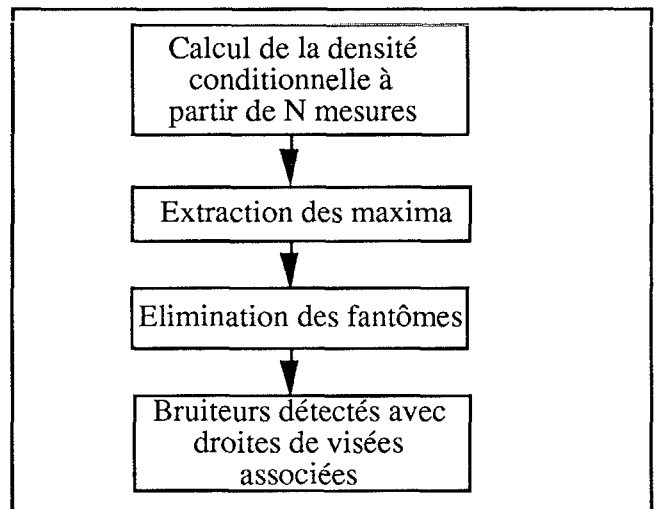 Calcul de la densité
conditionnelle à
partir de N mesures
Extraction des maxima
Elimination des fantômes
Bruiteurs détectés avec
droites de visées
associées